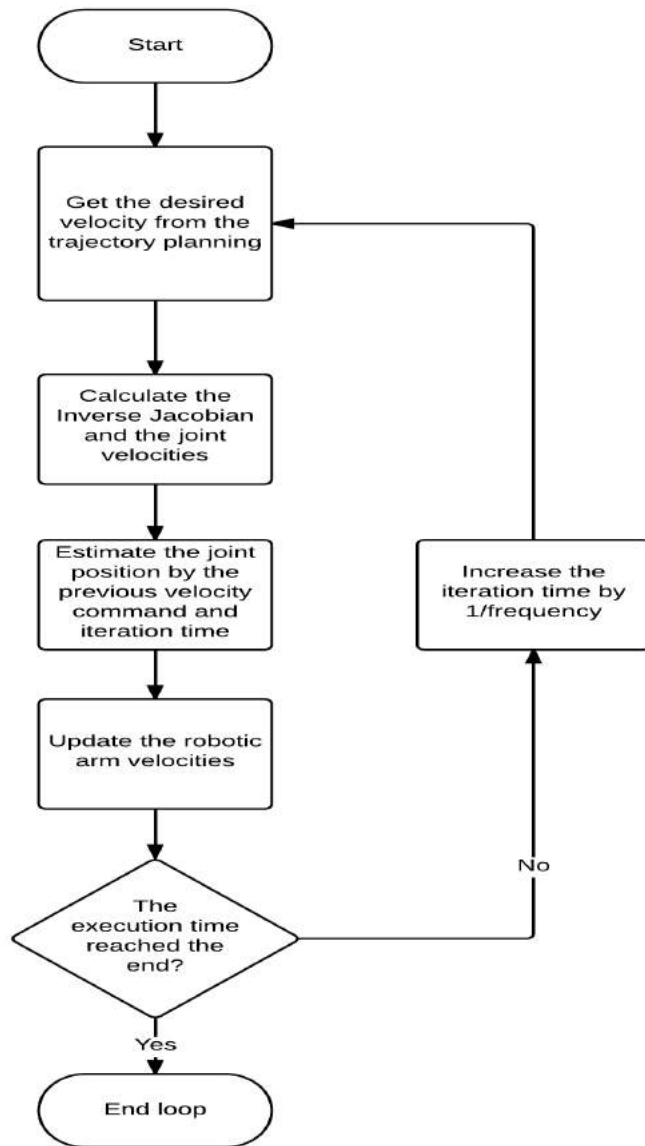 Start
Get the desired
velocity from the
trajectory planning
Calculate the
Inverse Jacobian
and the joint
velocities
Estimate the joint
position by the
previous velocity
command and
iteration time
Increase the
iteration time by
1/frequency
Update the robotic
arm velocities
The
execution time
reached the
end?
No
Yes
End loop